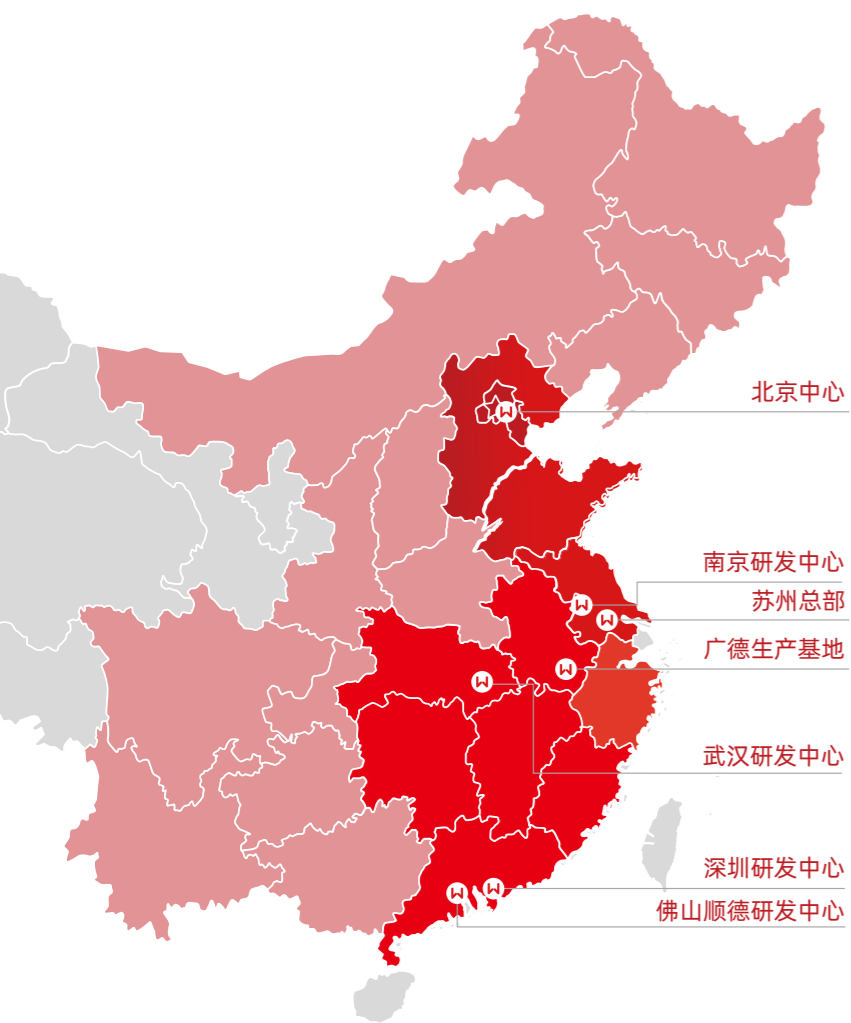 北京中心
南京研发中心
苏州总部
广德生产基地
武汉研发中心
深圳研发中心
佛山顺德研发中心